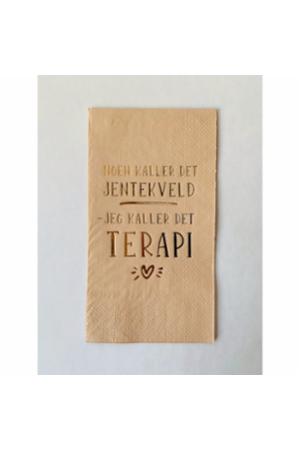 NOEN KALLER DET
JENTEKVELD
-JEG KALLER DET
TERAPI